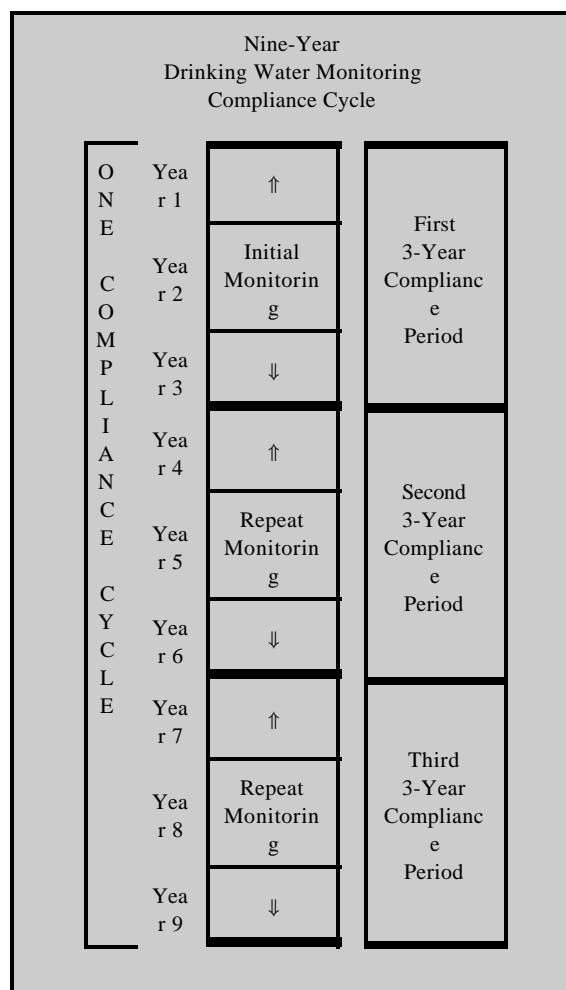 Nine-Year
Drinking Water Monitoring
Compliance Cycle
O
N
E
C
O
M
P
L
I
A
N
C
E
C
Y
C
L
E
Yea
r 1
⇑
Yea
r 2
Initial
Monitorin
g
Yea
r 3
⇓
First
3-Year
Complianc
e
Period
Yea
r 4
⇑
Yea
r 5
Repeat
Monitorin
g
Yea
r 6
⇓
Second
3-Year
Complianc
e
Period
Yea
r 7
⇑
Yea
r 8
Repeat
Monitorin
g
Yea
r 9
⇓
Third
3-Year
Complianc
e
Period